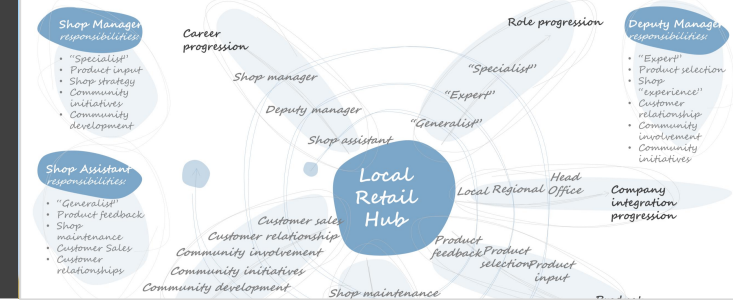 Shop Manager
responsibilities:
• "Specialist"
• Product input
• Shop strategy
• Community
initiatives
• Community
development
Career
progression
Shop manager
Deputy manager
Shop assistant
Role progression
"Specialist"
"Expert"
"Generalist"
Deputy Manager
responsibilities:
• "Expert"
• Product selection
• Shop
"experience"
• Customer
relationship
• Community
involvement
• Community
initiatives
Shop Assistant
responsibilities:
• "Generalist"
• Product feedback
• Shop
maintenance
• Customer Sales
• Customer
relationships
Local
Retail
Hub
Local Regional Head
Office
Company
integration
progression
Customer sales
Customer relationship
Community involvement
Community initiatives
Community development
Product
feedback
Product
selection
Product
input
Shop maintenance